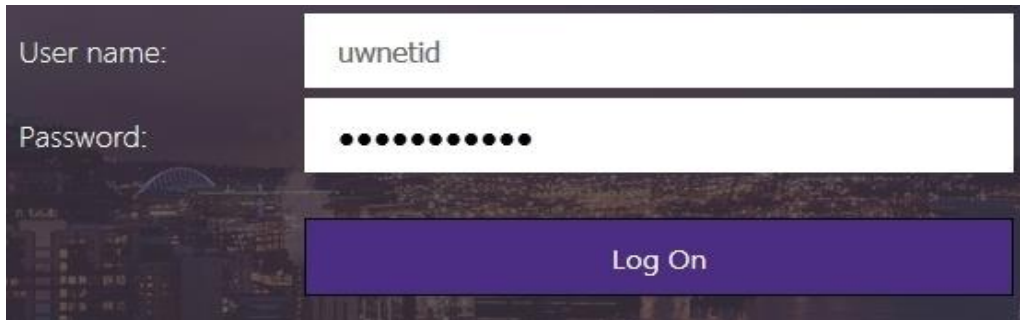 User name:
uwnetid
Password:
•••••••••••
Log On